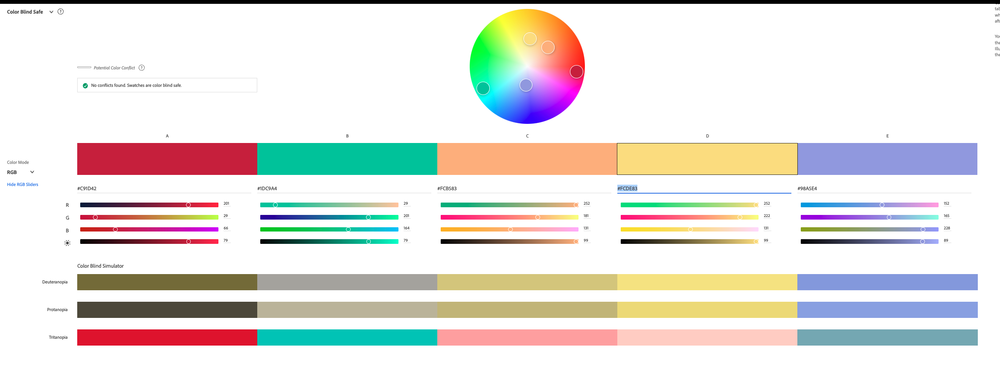 Color Blind Safe
?
tab
wh
aft
You
the
Illu
the
Potential Color Conflict ?
No conflicts found. Swatches are color blind safe.
A B C D E
Color Mode
RGB
Hide RGB Sliders
#C91D42 #1DC9A4 #FCB583 #FCDE83 #98A5E4
R 201 29 252 252 152
G 29 201 181 222 165
B 66 164 131 131 228
79 79 99 99 89
Color Blind Simulator
Deuteranopia
Protanopia
Tritanopia